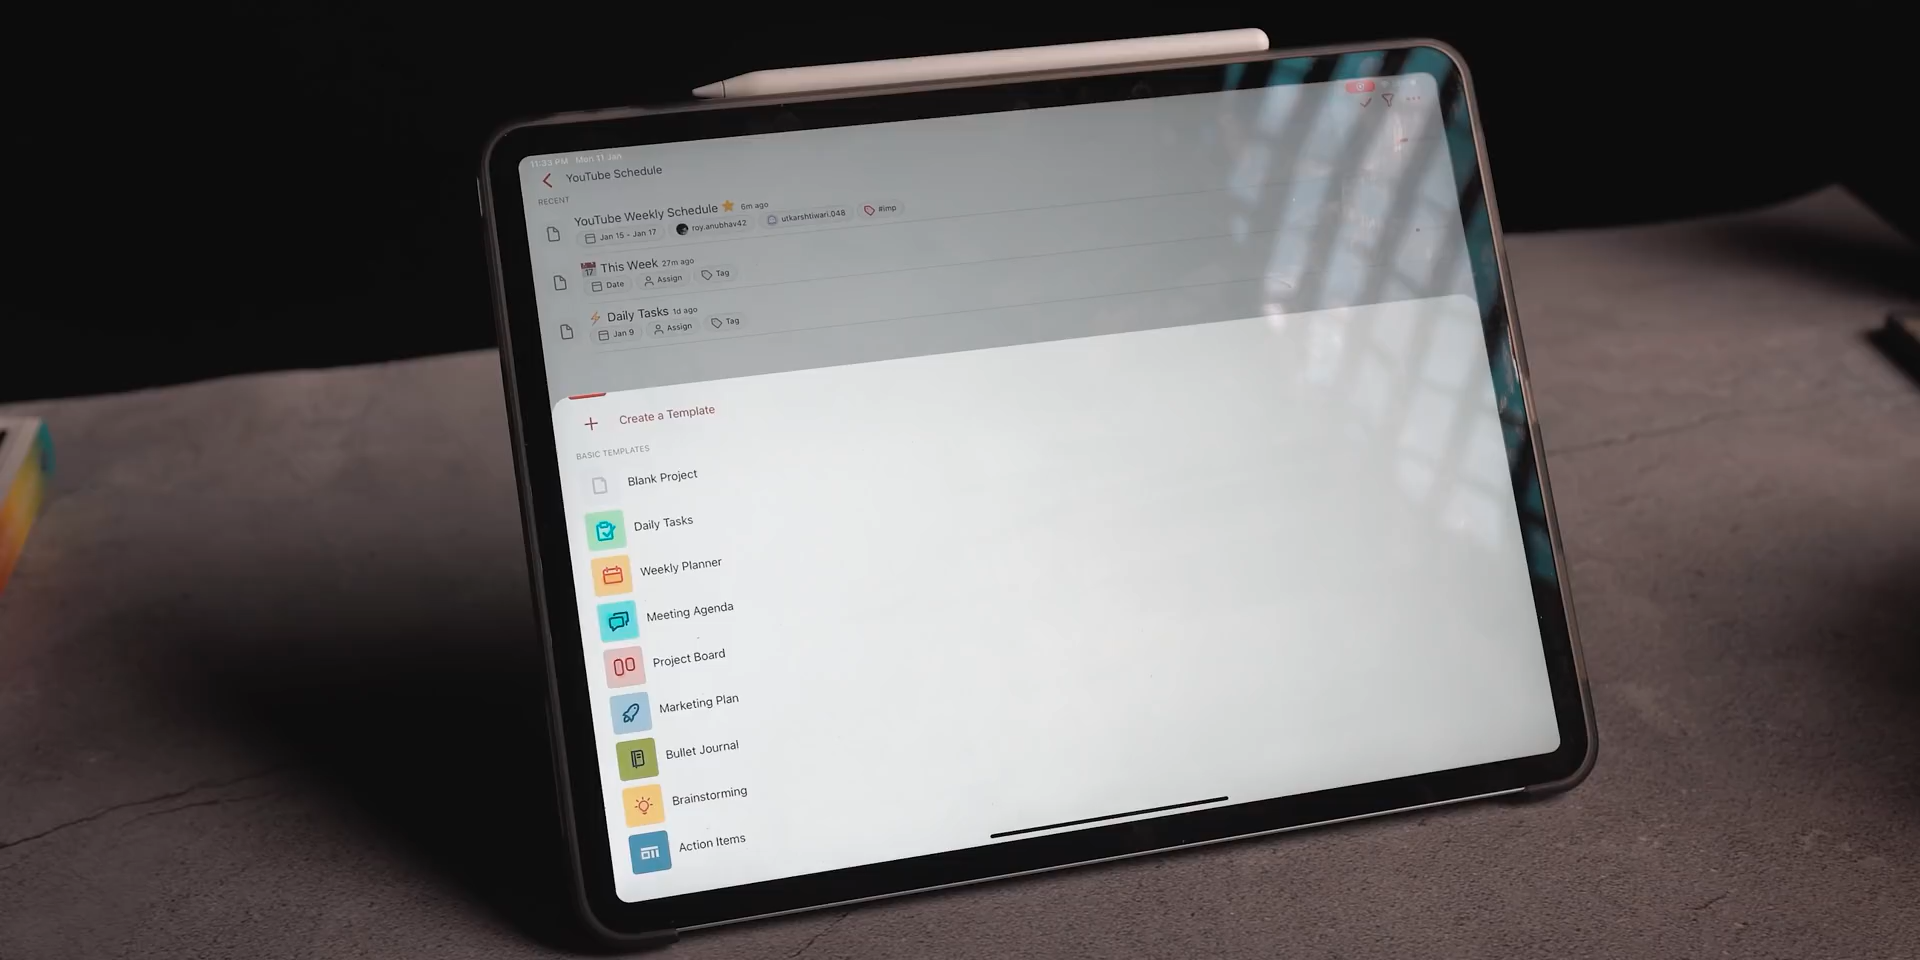 11:33 PM Mon 11 Jan
YouTube Schedule
RECENT
YouTube Weekly Schedule ⭐ 6m ago
Jan 15 - Jan 17 roy.anubhav42 utkarshtiwari.048 #imp
17 This Week 27m ago
Date Assign Tag
⚡ Daily Tasks 1d ago
Jan 9 Assign Tag
+ Create a Template
BASIC TEMPLATES
Blank Project
Daily Tasks
Weekly Planner
Meeting Agenda
Project Board
Marketing Plan
Bullet Journal
Brainstorming
Action Items